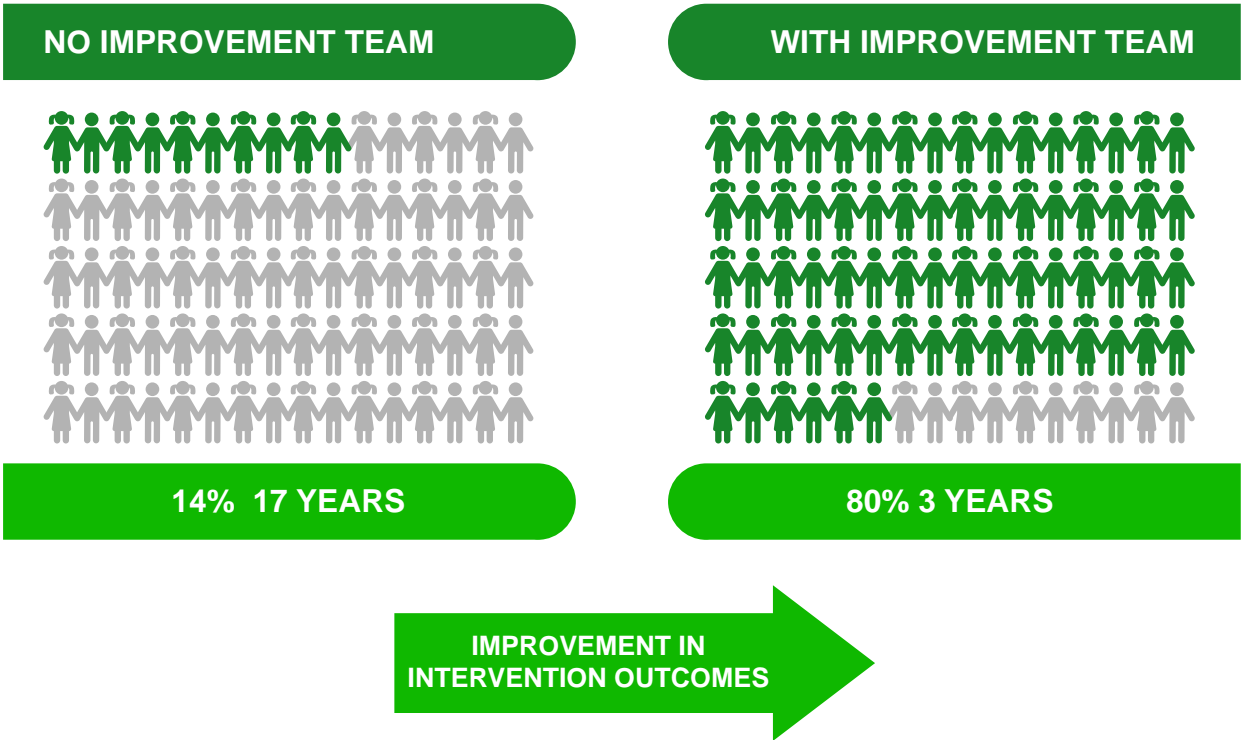 NO IMPROVEMENT TEAM
WITH IMPROVEMENT TEAM
14%  17 YEARS
80% 3 YEARS
IMPROVEMENT IN
INTERVENTION OUTCOMES